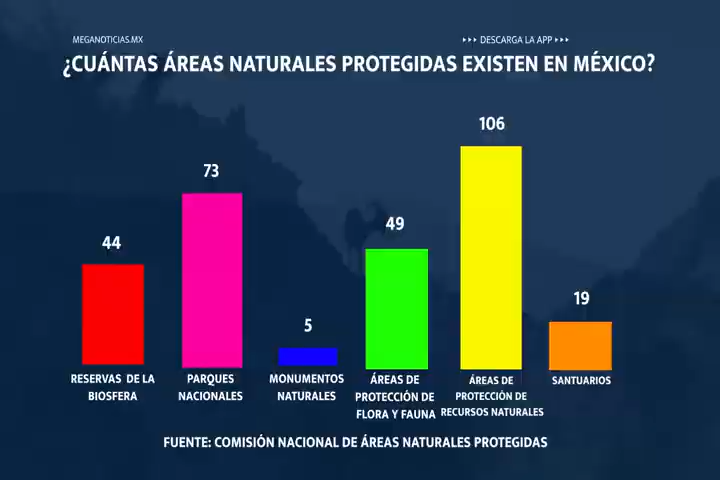 MEGANOTICIAS.MX
▸▸▸ DESCARGA LA APP ▸▸▸
¿CUÁNTAS ÁREAS NATURALES PROTEGIDAS EXISTEN EN MÉXICO?
44
73
5
49
106
19
RESERVAS DE LA
BIOSFERA
PARQUES
NACIONALES
MONUMENTOS
NATURALES
ÁREAS DE
PROTECCIÓN DE
FLORA Y FAUNA
ÁREAS DE
PROTECCIÓN DE
RECURSOS NATURALES
SANTUARIOS
FUENTE: COMISIÓN NACIONAL DE ÁREAS NATURALES PROTEGIDAS